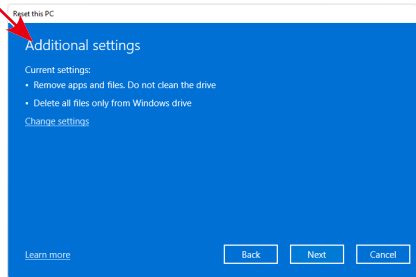 Reset this PC
Additional settings
Current settings:
• Remove apps and files. Do not clean the drive
• Delete all files only from Windows drive
Change settings
Learn more
Back
Next
Cancel